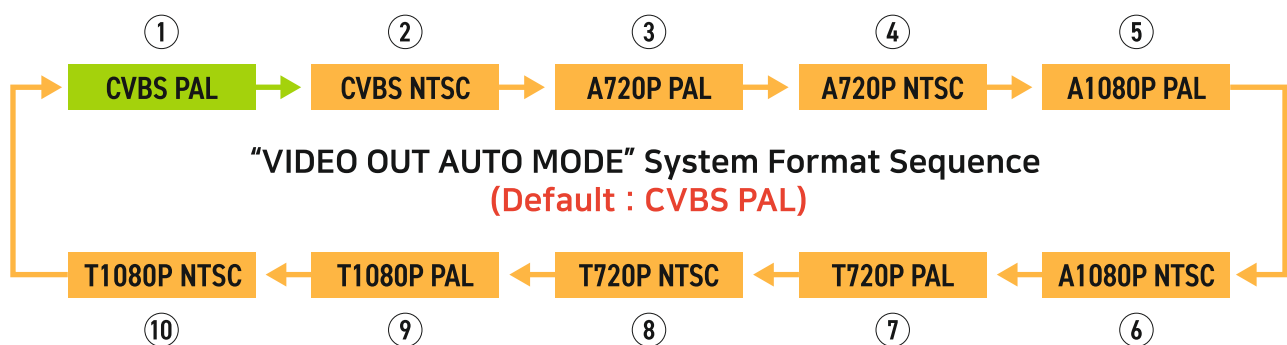 ① ② ③ ④ ⑤
CVBS PAL CVBS NTSC A720P PAL A720P NTSC A1080P PAL
“VIDEO OUT AUTO MODE” System Format Sequence
(Default : CVBS PAL)
T1080P NTSC T1080P PAL T720P NTSC T720P PAL A1080P NTSC
⑩ ⑨ ⑧ ⑦ ⑥